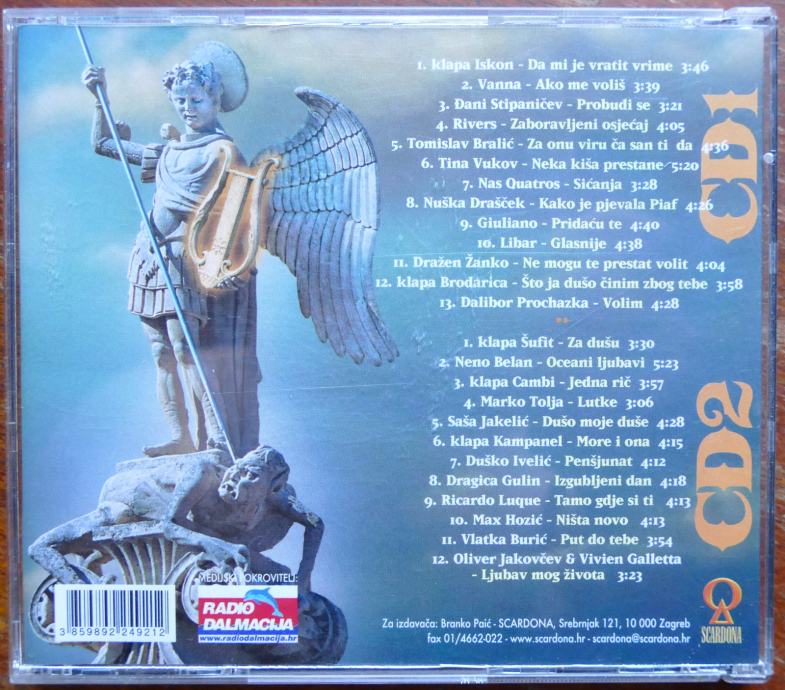 1. klapa Iskon - Da mi je vratit vrime 3:46
2. Vanna - Ako me voliš 3:39
3. Đani Stipaničev - Probudi se 3:21
4. Rivers - Zaboravljeni osjećaj 4:05
5. Tomislav Bralić - Za onu viru ča san ti da 4:36
6. Tina Vukov - Neka kiša prestane 5:20
7. Nas Quatros - Sićanja 3:28
8. Nuška Drašček - Kako je pjevala Piaf 4:26
9. Giuliano - Pridaću te 4:40
10. Libar - Glasnije 4:38
11. Dražen Žanko - Ne mogu te prestat volit 4:04
12. klapa Brodarica - Što ja dušo činim zbog tebe 3:58
13. Dalibor Prochazka - Volim 4:28
CD1
1. klapa Šufit - Za dušu 3:30
2. Neno Belan - Oceani ljubavi 5:23
3. klapa Cambi - Jedna rič 3:57
4. Marko Tolja - Lutke 3:06
5. Saša Jakelić - Dušo moje duše 4:28
6. klapa Kampanel - More i ona 4:15
7. Duško Ivelić - Penšjunat 4:12
8. Dragica Gulin - Izgubljeni dan 4:18
9. Ricardo Luque - Tamo gdje si ti 4:13
10. Max Hozić - Ništa novo 4:13
11. Vlatka Burić - Put do tebe 3:54
12. Oliver Jakovčev & Vivien Galletta
- Ljubav mog života 3:23
CD2
MEDIJSKI POKROVITELJ:
RADIO
DALMACIJA
www.radiodalmacija.hr
3 859892 249212
Za izdavača: Branko Paić - SCARDONA, Srebrnjak 121, 10 000 Zagreb
fax 01/4662-022 - www.scardona.hr - scardona@scardona.hr
SCARDONA